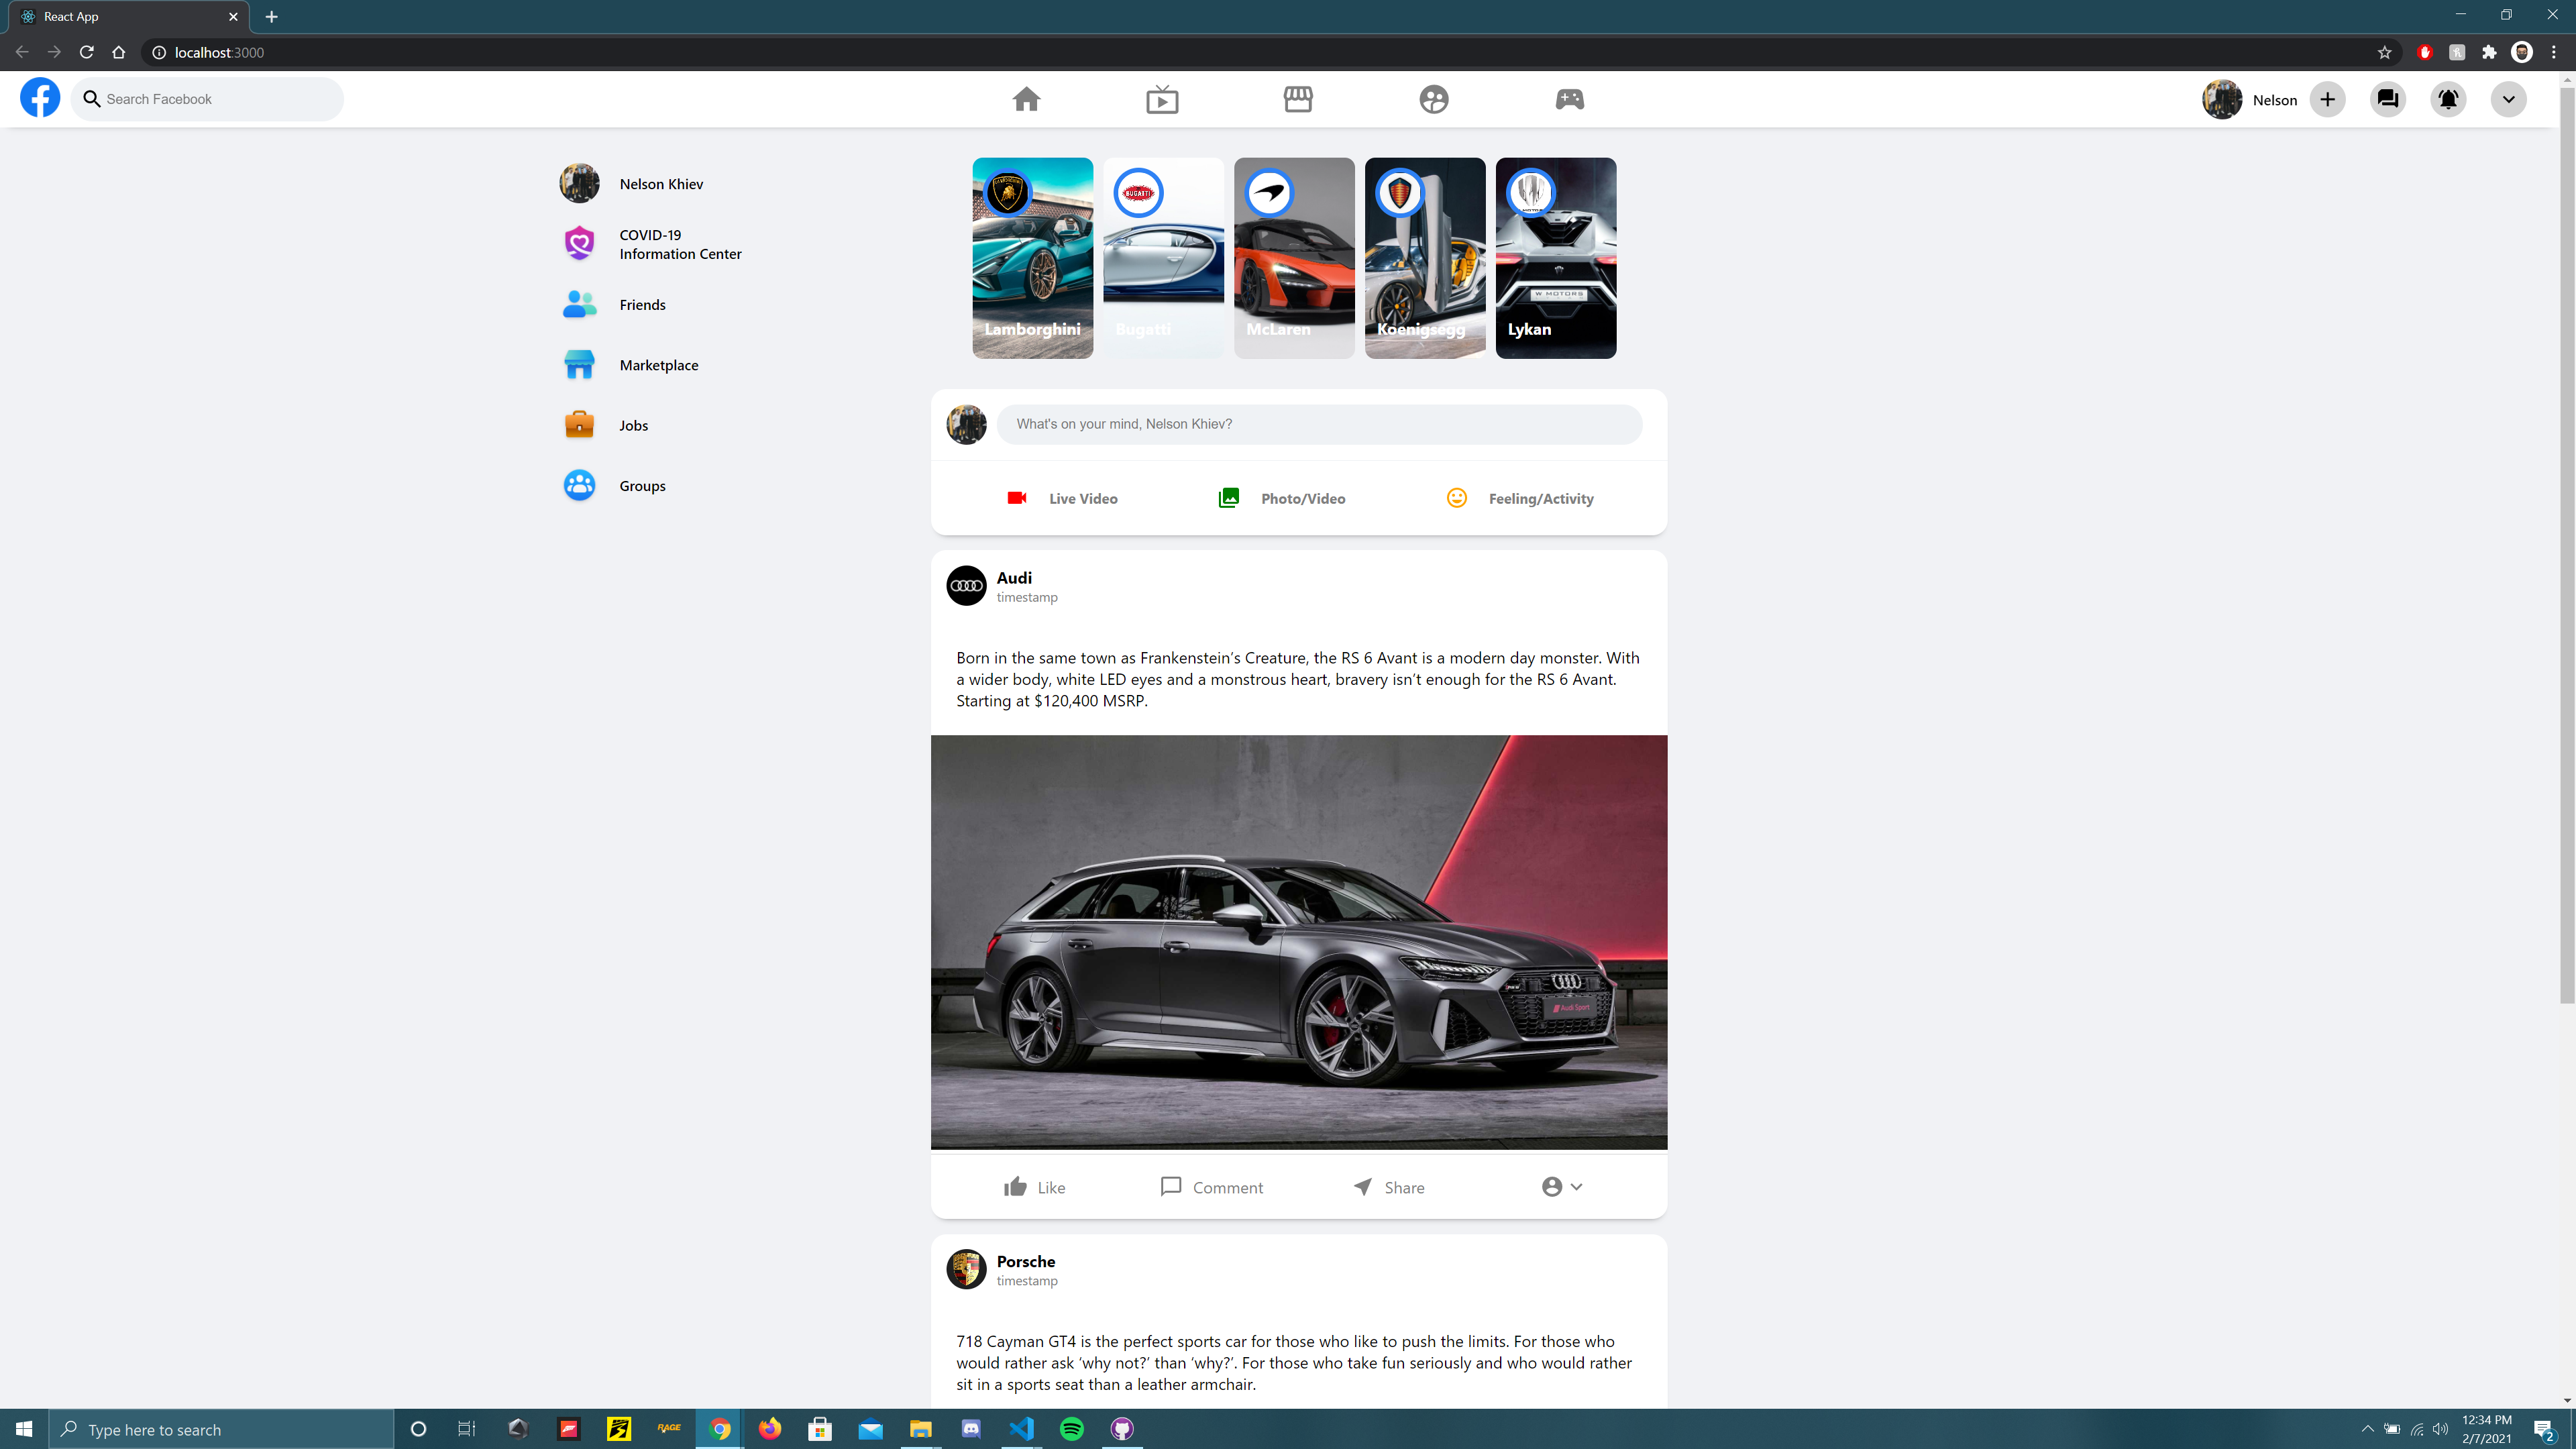 React App
localhost:3000
Search Facebook
Nelson
Nelson Khiev
COVID-19
Information Center
Friends
Marketplace
Jobs
Groups
BUGATTI
W MOTORS
Lamborghini
Bugatti
McLaren
Koenigsegg
Lykan
What's on your mind, Nelson Khiev?
Live Video
Photo/Video
Feeling/Activity
Audi
timestamp
Born in the same town as Frankenstein’s Creature, the RS 6 Avant is a modern day monster. With
a wider body, white LED eyes and a monstrous heart, bravery isn’t enough for the RS 6 Avant.
Starting at $120,400 MSRP.
Audi Sport
Like
Comment
Share
Porsche
timestamp
718 Cayman GT4 is the perfect sports car for those who like to push the limits. For those who
would rather ask ‘why not?’ than ‘why?’. For those who take fun seriously and who would rather
sit in a sports seat than a leather armchair.
Type here to search
RAGE
12:34 PM
2/7/2021
2